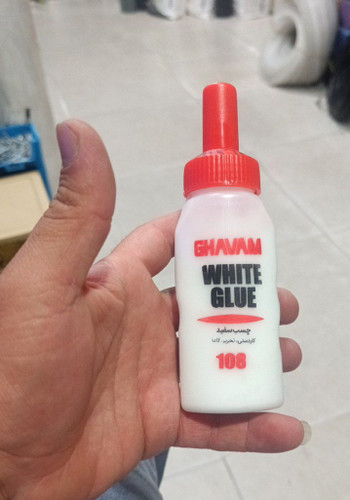 GHAVAM
WHITE
GLUE
چسب سفید
کاردستی، تحریر، کاغذ
108